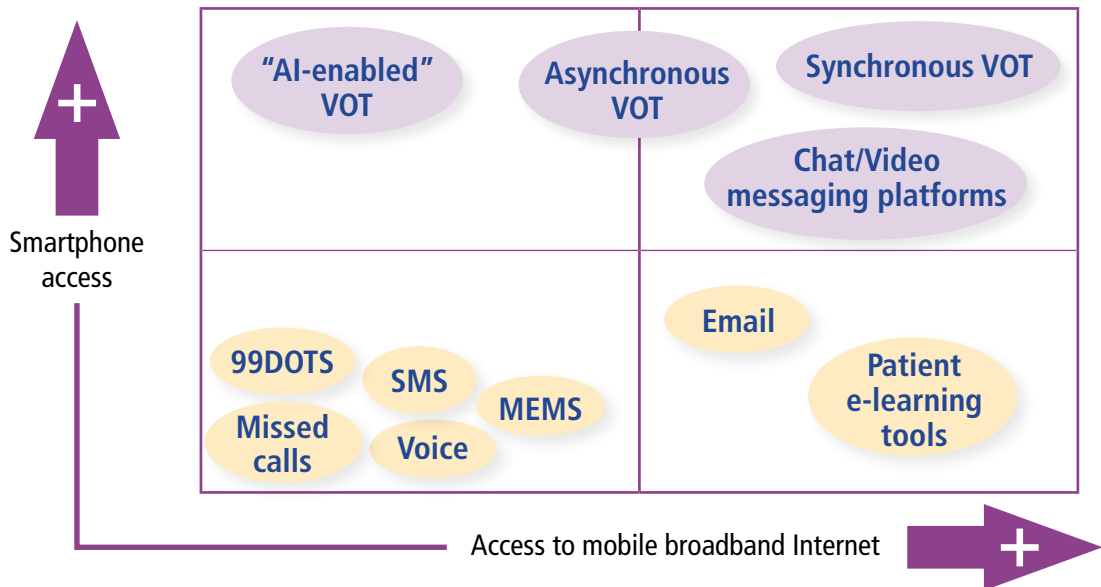 “AI-enabled”
VOT
Asynchronous
VOT
Synchronous VOT
Chat/Video
messaging platforms
+
Smartphone
access
99DOTS
SMS
MEMS
Missed
calls
Voice
Email
Patient
e-learning
tools
Access to mobile broadband Internet
+